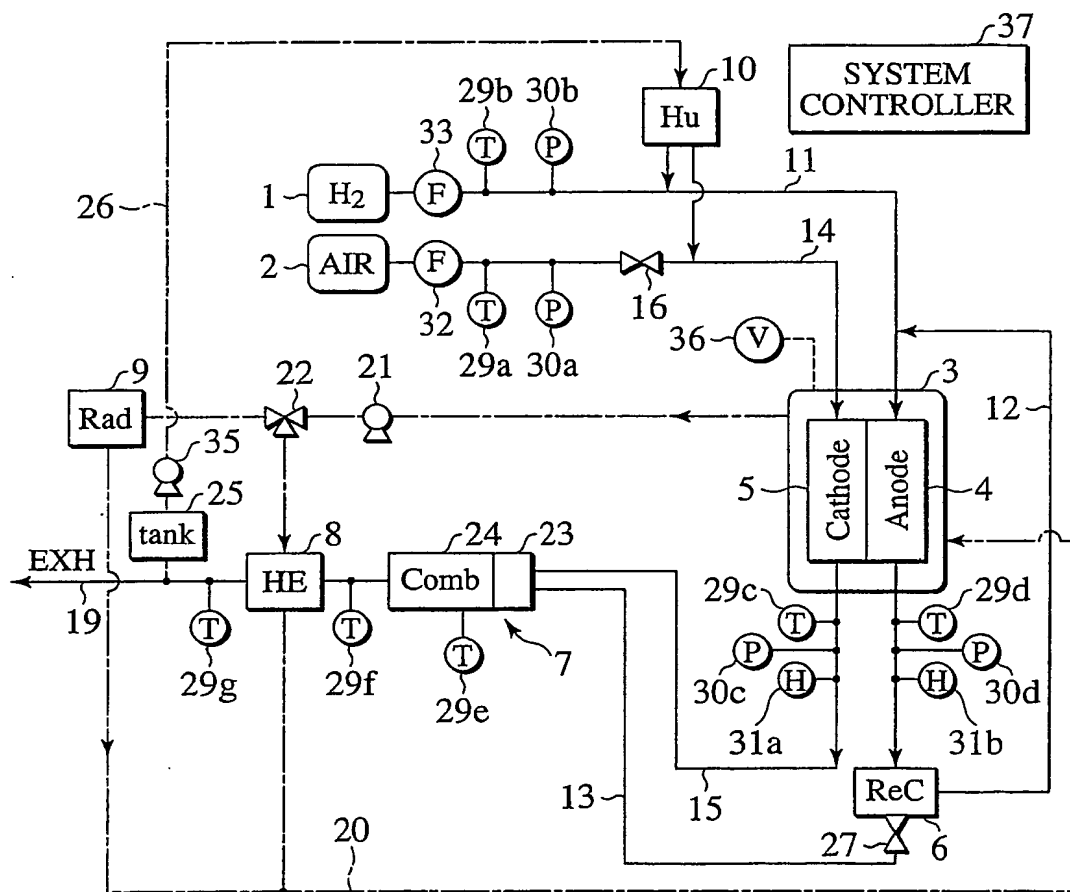 37
SYSTEM
CONTROLLER
10
Hu
29b
30b
33
T
P
11
26
1
H2
F
14
2
AIR
F
16
32
T
P
29a
30a
36
V
9
22
21
3
Rad
12
35
25
5
Cathode
Anode
4
tank
8
24
23
EXH
HE
Comb
29c
29d
19
T
T
T
T
T
7
P
P
29g
29f
29e
30c
H
H
30d
31a
31b
13
15
ReC
27
6
20